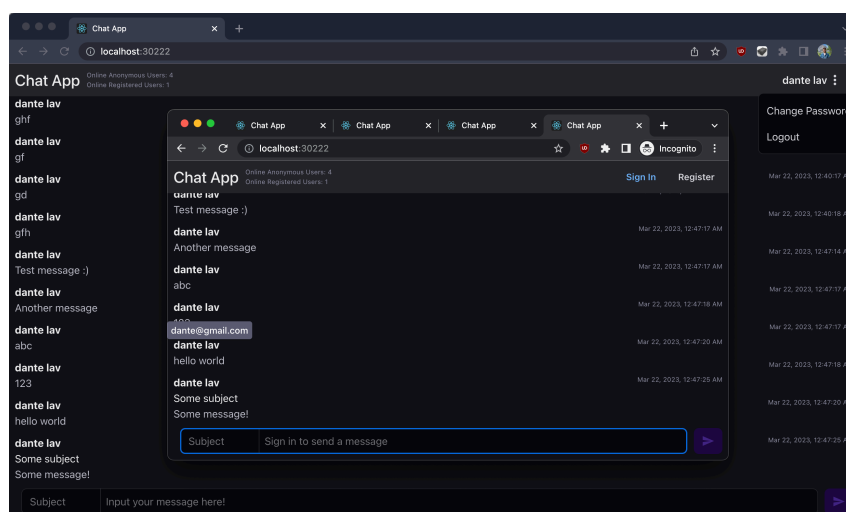 Chat App
localhost:30222
Chat App
Online Anonymous Users: 4
Online Registered Users: 1
dante lav
Change Passwor
Logout
dante lav
ghf
dante lav
gf
dante lav
gd
Mar 22, 2023, 12:40:17 A
dante lav
gfh
Mar 22, 2023, 12:40:18 A
dante lav
Test message :)
Mar 22, 2023, 12:47:14 A
dante lav
Another message
Mar 22, 2023, 12:47:17 A
dante lav
abc
Mar 22, 2023, 12:47:17 A
dante lav
123
Mar 22, 2023, 12:47:18 A
dante lav
hello world
Mar 22, 2023, 12:47:20 A
dante lav
Some subject
Some message!
Mar 22, 2023, 12:47:25 A
Subject
Input your message here!
Chat App
Chat App
Chat App
Chat App
localhost:30222
Incognito
Chat App
Online Anonymous Users: 4
Online Registered Users: 1
Sign In
Register
dante lav
Test message :)
dante lav
Mar 22, 2023, 12:47:17 AM
Another message
dante lav
Mar 22, 2023, 12:47:17 AM
abc
dante lav
Mar 22, 2023, 12:47:18 AM
dante@gmail.com
dante lav
Mar 22, 2023, 12:47:20 AM
hello world
dante lav
Mar 22, 2023, 12:47:25 AM
Some subject
Some message!
Subject
Sign in to send a message